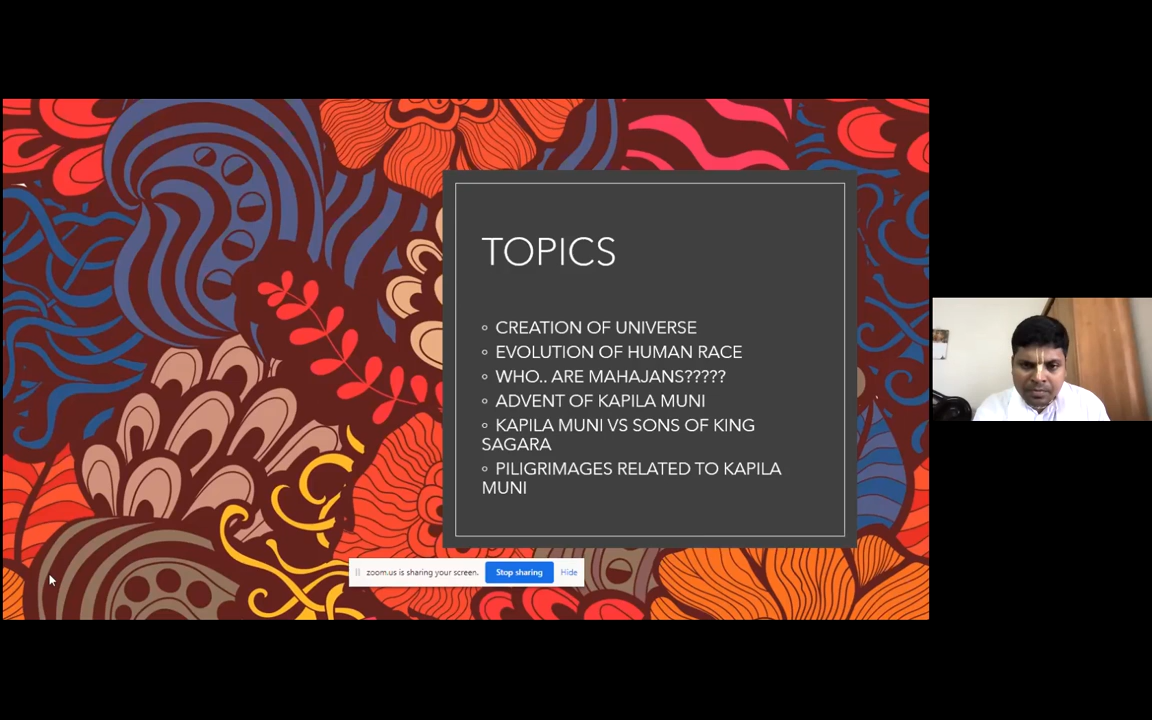 TOPICS
◦ CREATION OF UNIVERSE
◦ EVOLUTION OF HUMAN RACE
◦ WHO.. ARE MAHAJANS?????
◦ ADVENT OF KAPILA MUNI
◦ KAPILA MUNI VS SONS OF KING
SAGARA
◦ PILIGRIMAGES RELATED TO KAPILA
MUNI
zoom.us is sharing your screen. Stop sharing Hide